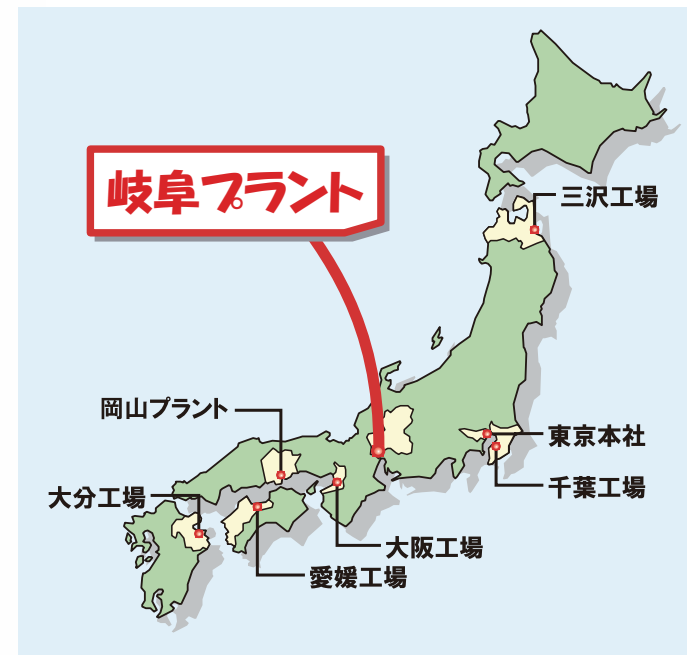 岐阜プラント
三沢工場
岡山プラント
東京本社
千葉工場
大分工場
大阪工場
愛媛工場